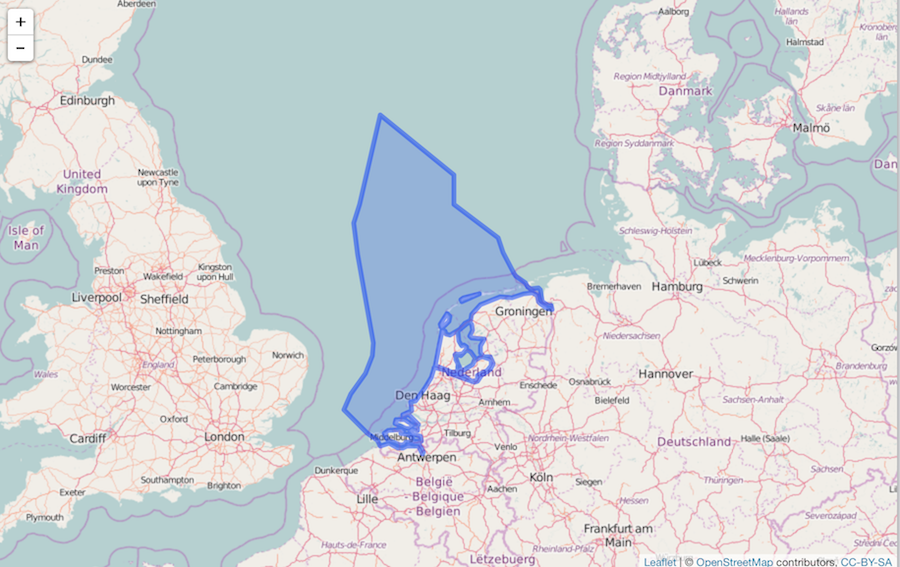 +
−
Aberdeen
Aalborg
Hallands
län
Kronobergs
län
Halmstad
Dundee
Edinburgh
Region Midtjylland
Danmark
Skåne län
Malmö
Region Syddanmark
United
Kingdom
Newcastle
upon Tyne
Dan
Isle of
Man
Schleswig-Holstein
Mecklenburg-Vorpommern
Preston
Wakefield
Kingston
upon Hull
Lübeck
Schwerin
Bremerhaven
Hamburg
Liverpool
Sheffield
Groningen
Nottingham
Niedersachsen
Gorzów
England
Peterborough
Norwich
Brandenburg
Wales
Worcester
Cambridge
Nederland
Hannover
Enschede
Osnabrück
Bielefeld
Sachsen-Anhalt
Den Haag
Arnhem
Oxford
Cardiff
London
Middelburg
Tilburg
Venlo
Nordrhein-Westfalen
Deutschland
Halle (Saale)
Antwerpen
Dunkerque
Southampton
Brighton
Exeter
Plymouth
België
- Belgique
- Belgien
Lille
Aachen
Köln
Siegen
Thüringen
Sachsen
Hessen
Severozápad
Frankfurt am
Main
Hauts-de-France
Rheinland-Pfalz
Lëtzebuerg
Leaflet | © OpenStreetMap contributors, CC-BY-SA